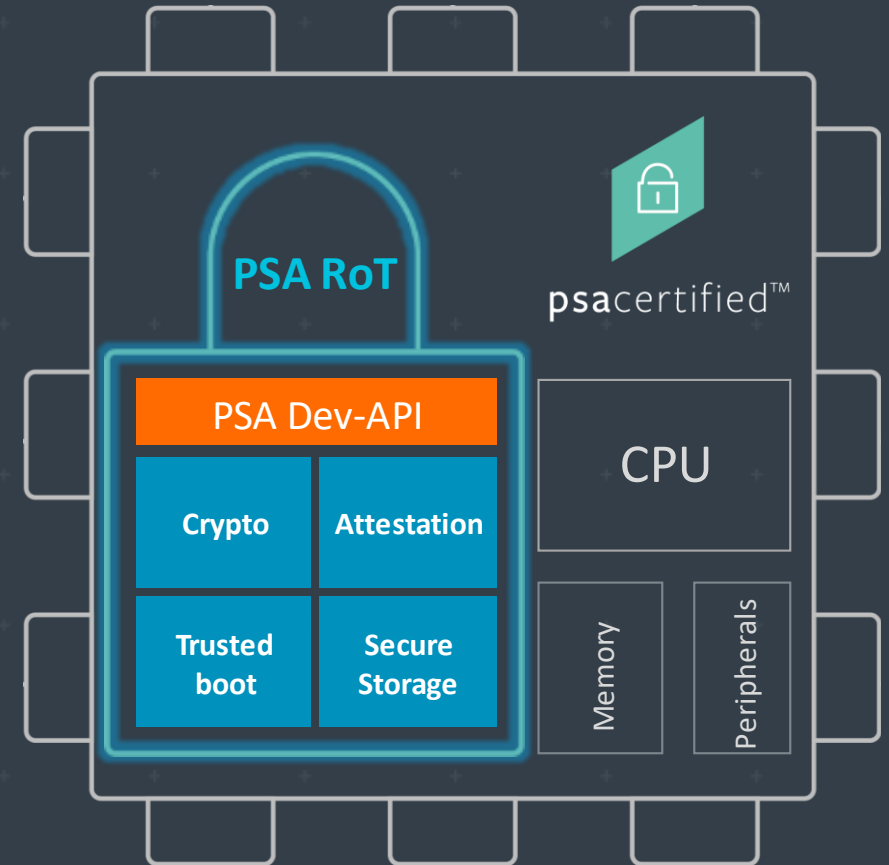 PSA RoT
psacertified™
PSA Dev-API
Crypto
Attestation
Trusted
boot
Secure
Storage
CPU
Memory
Peripherals